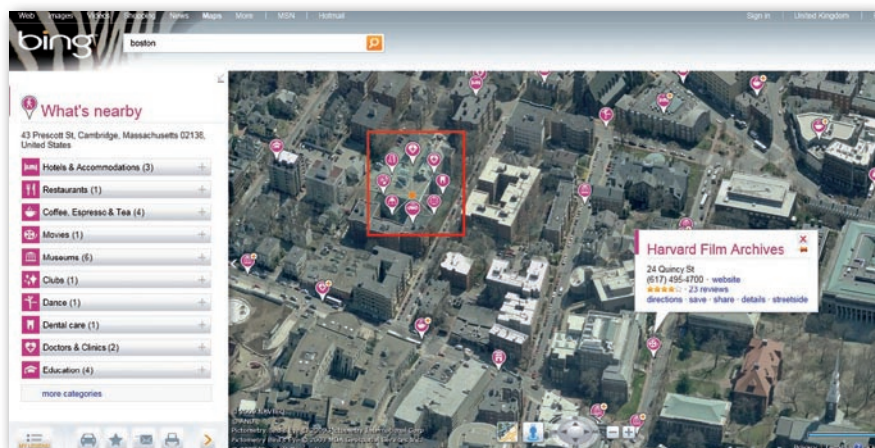 Web Images Videos Shopping News Maps More MSN Hotmail Sign in United Kingdom
bing
boston
What's nearby
43 Prescott St, Cambridge, Massachusetts 02138,
United States
Hotels & Accommodations (3)
Restaurants (1)
Coffee, Espresso & Tea (4)
Movies (1)
Museums (6)
Clubs (1)
Dance (1)
Dental care (1)
Doctors & Clinics (2)
Education (4)
more categories
Harvard Film Archives
24 Quincy St
(617) 495-4700 · website
23 reviews
directions · save · share · details · streetside